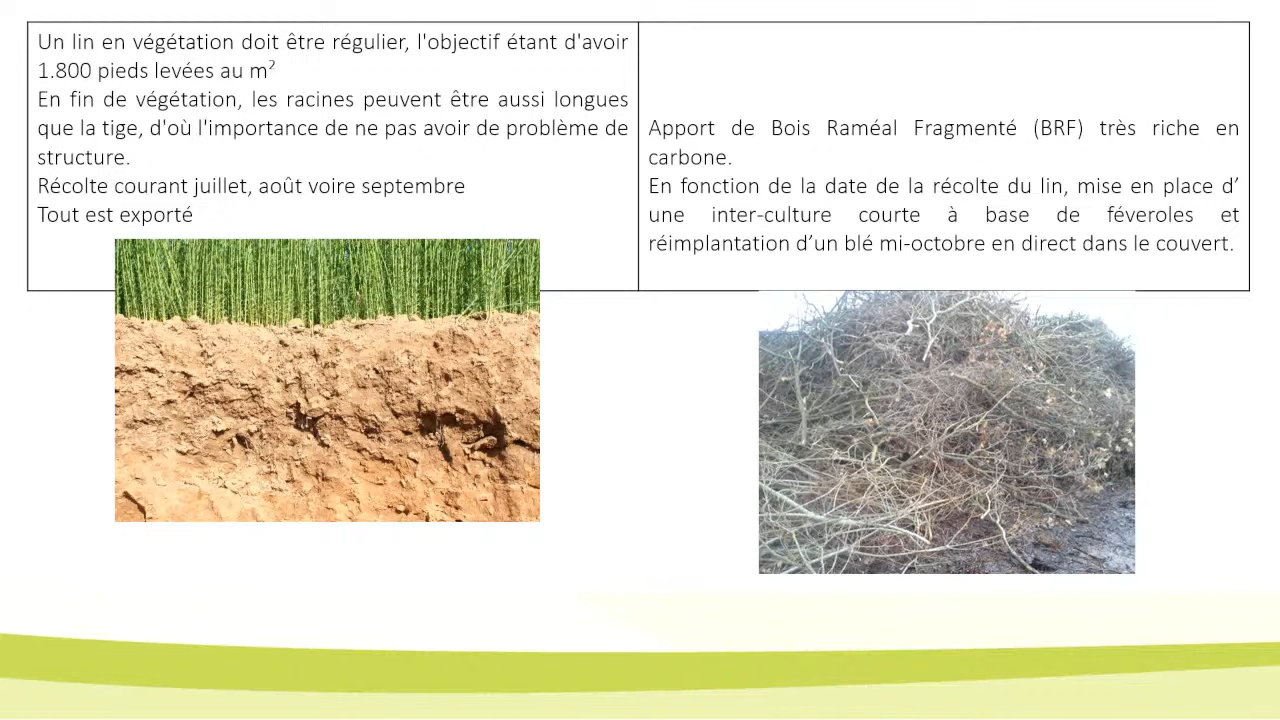 Un lin en végétation doit être régulier, l'objectif étant d'avoir
1.800 pieds levées au m²
En fin de végétation, les racines peuvent être aussi longues
que la tige, d'où l'importance de ne pas avoir de problème de
structure.
Récolte courant juillet, août voire septembre
Tout est exporté
Apport de Bois Raméal Fragmenté (BRF) très riche en
carbone.
En fonction de la date de la récolte du lin, mise en place d’
une inter-culture courte à base de féveroles et
réimplantation d’un blé mi-octobre en direct dans le couvert.